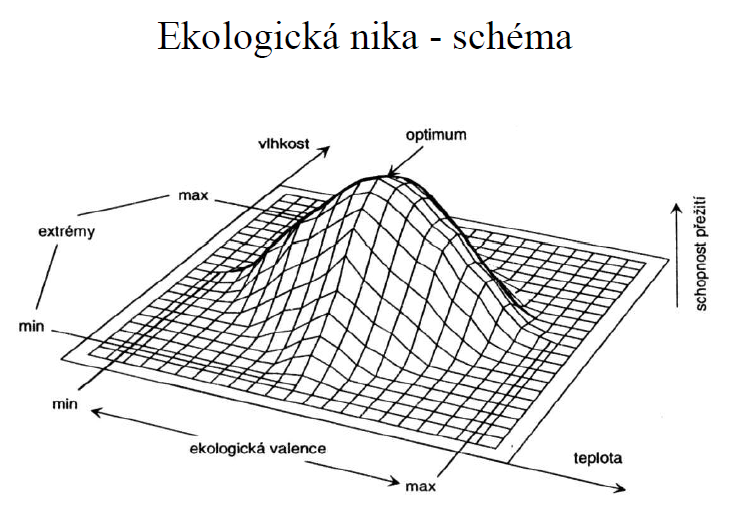 Ekologická nika - schéma
optimum
vlhkost
max
extrémy
schopnost přežití
min
min
ekologická valence
teplota
max